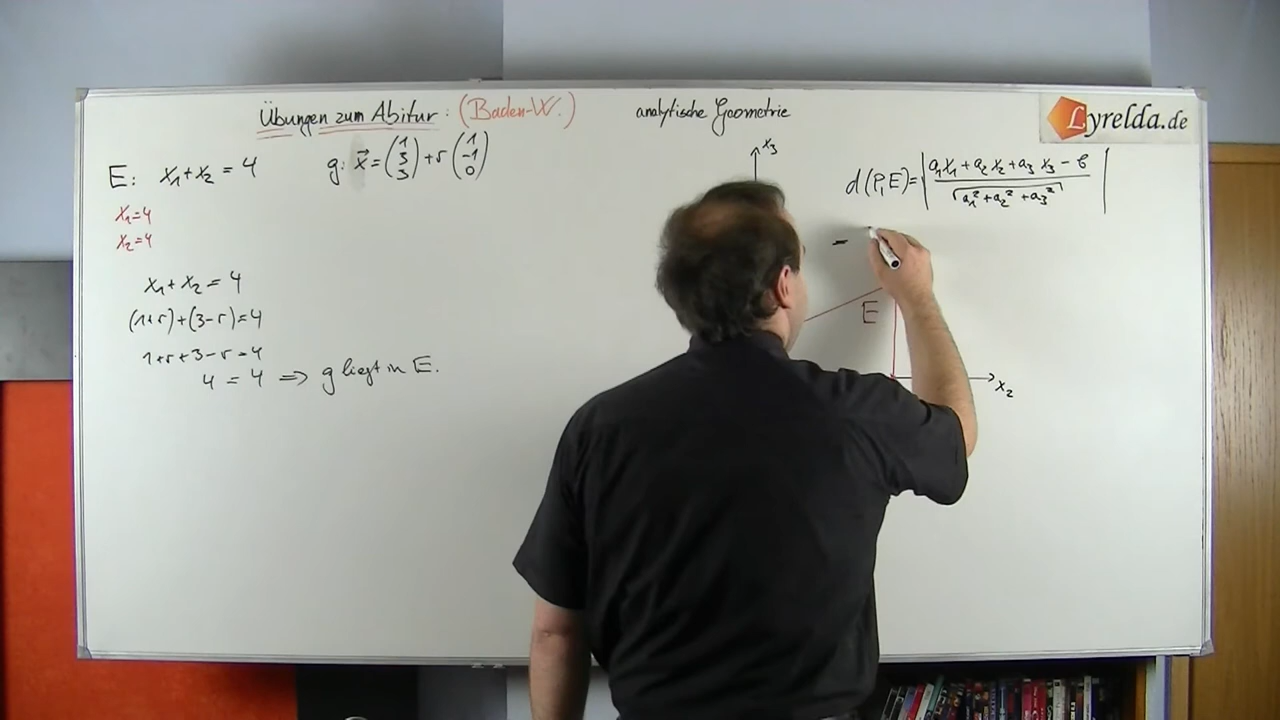 Übungen zum Abitur: (Baden-W.) analytische Geometrie
Lyrelda.de
E: x₁+x₂ = 4
g: x⃗ = (1 3 3) + r (1 -1 0)
x₁=4
x₂=4
x₁+x₂ = 4
(1+r)+(3-r)=4
1+r+3-r=4
4 = 4 ⇒ g liegt in E.
x₃
d(P,E)=|(a₁x₁+a₂x₂+a₃x₃-b)/√(a₁²+a₂²+a₃²)|
=
E
x₂